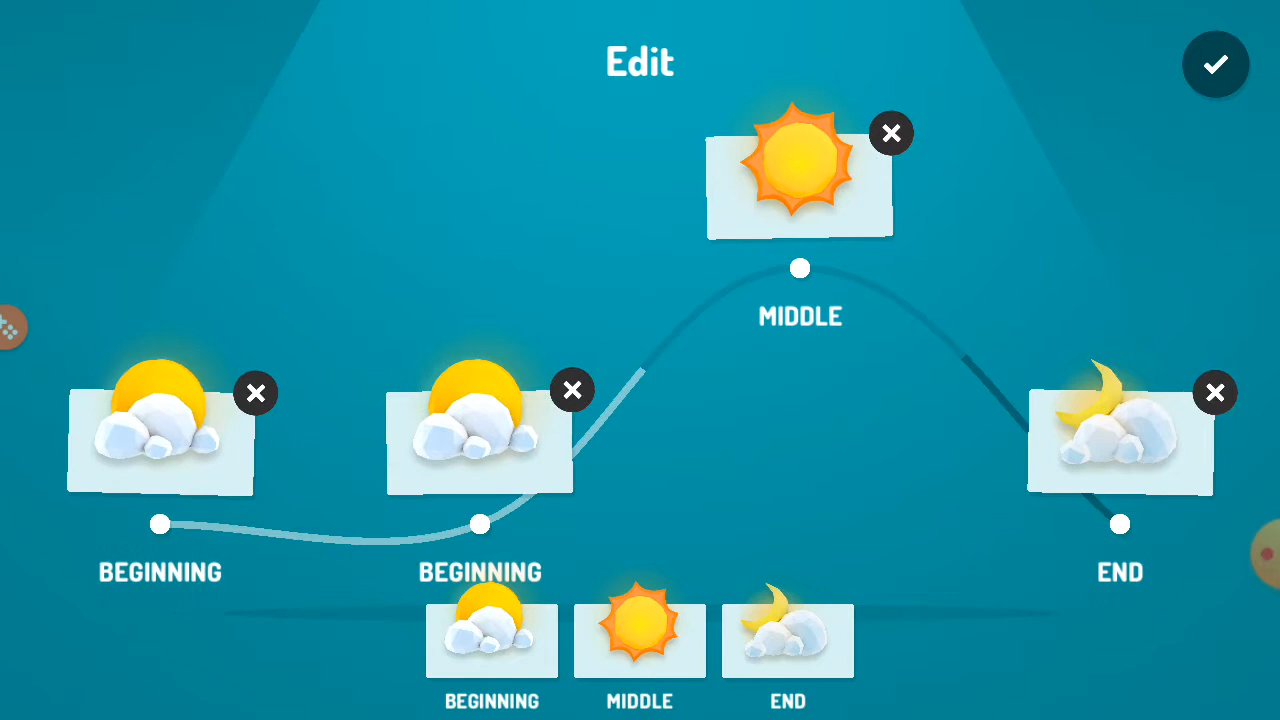 Edit
MIDDLE
BEGINNING
BEGINNING
END
BEGINNING
MIDDLE
END